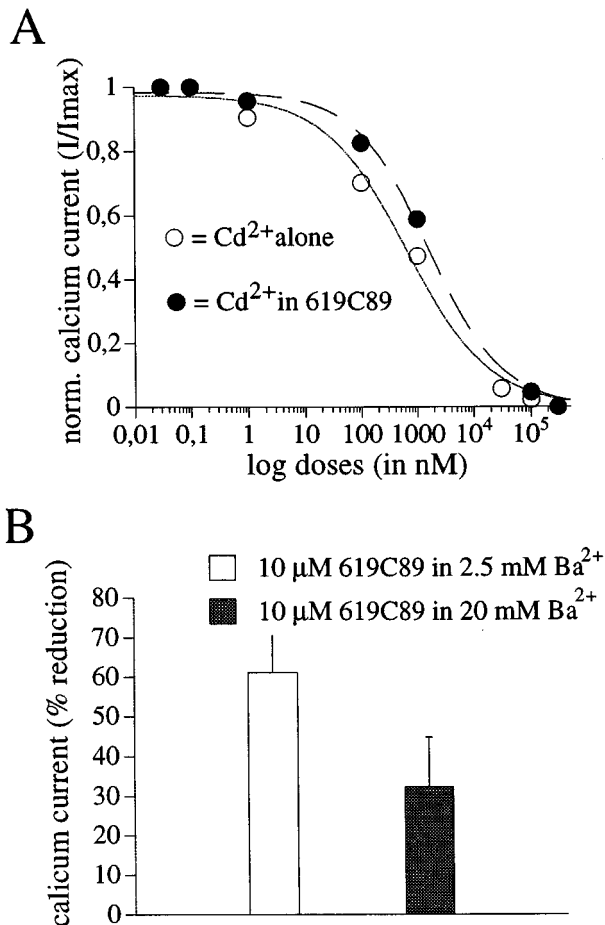 A
norm. calcium current (I/Imax)
1
0,8
0,6
0,4
0,2
0
○ = Cd²⁺alone
● = Cd²⁺in 619C89
0,01 0,1 1 10 100 1000 10⁴ 10⁵
log doses (in nM)
B
10 µM 619C89 in 2.5 mM Ba²⁺
10 µM 619C89 in 20 mM Ba²⁺
calicum current (% reduction)
80
70
60
50
40
30
20
10
0